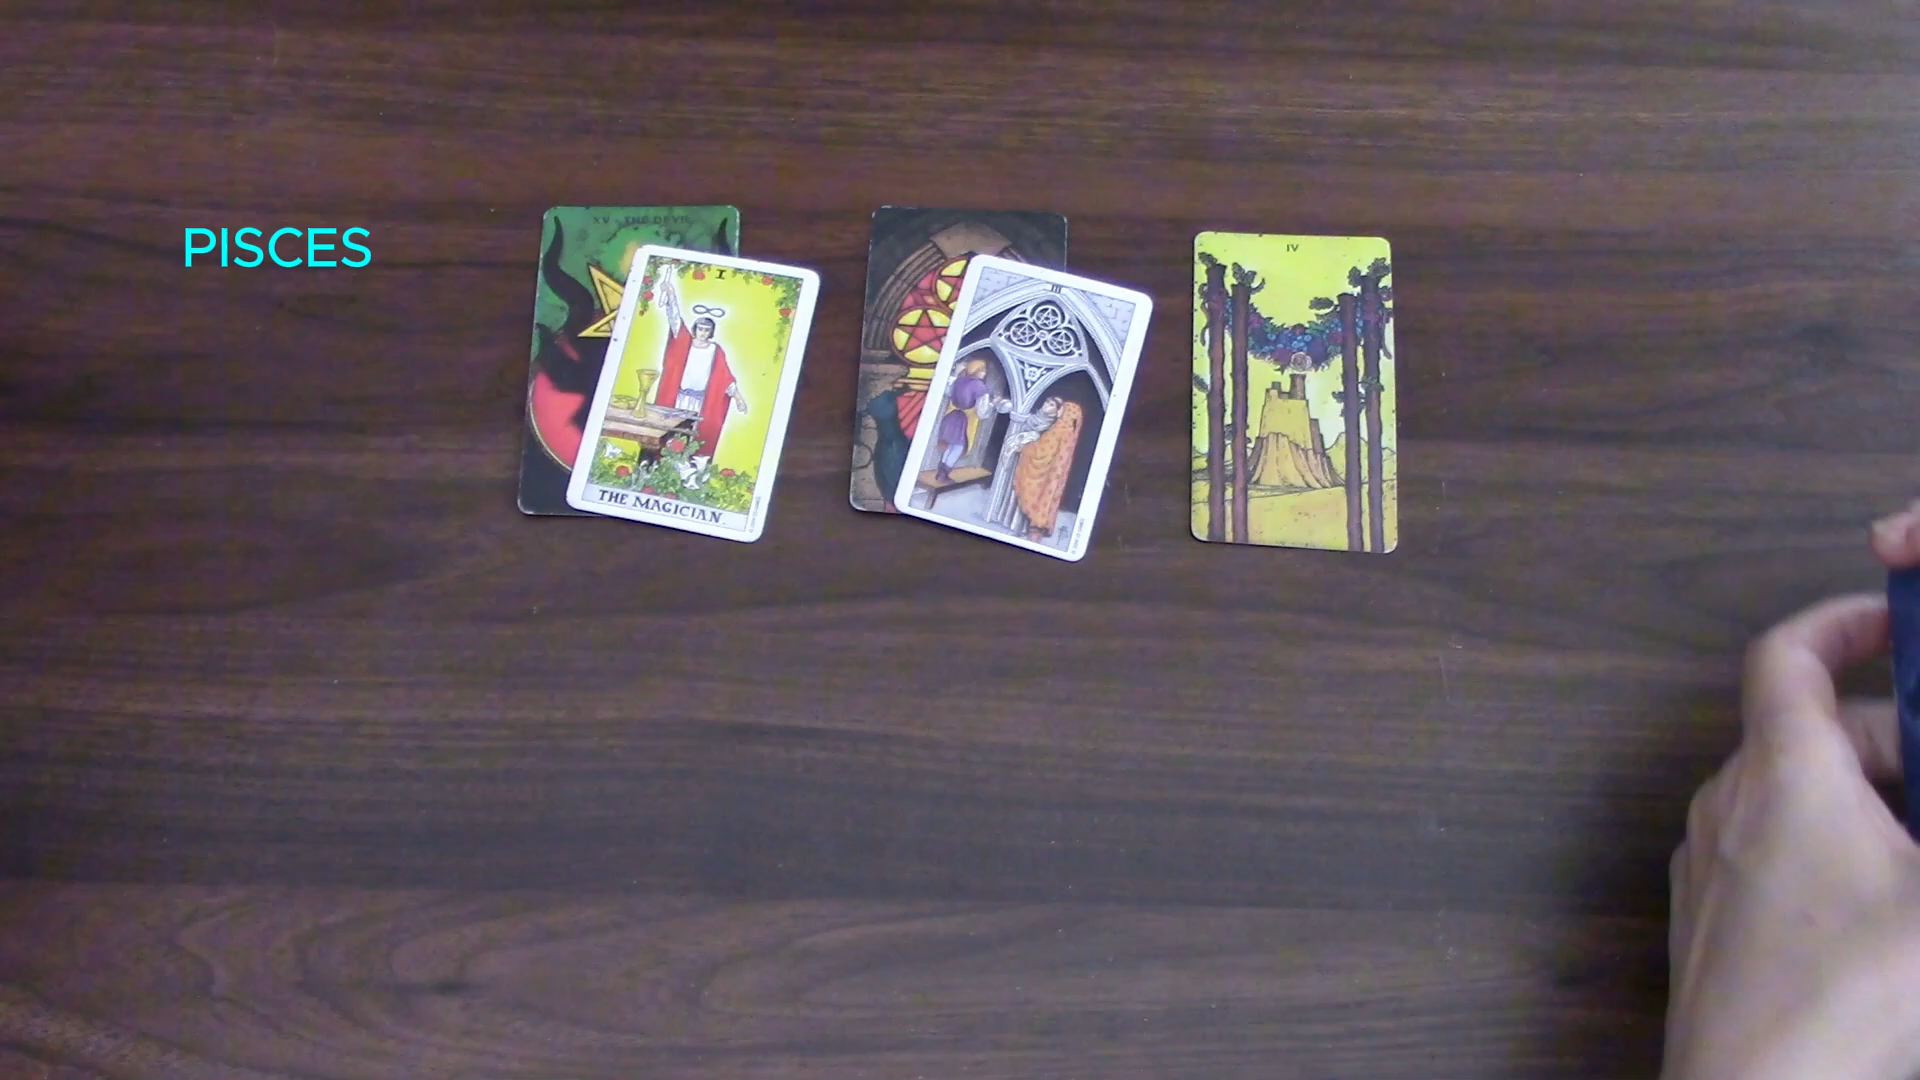 PISCES
XV - THE DEVIL
I
THE MAGICIAN.
III
IV